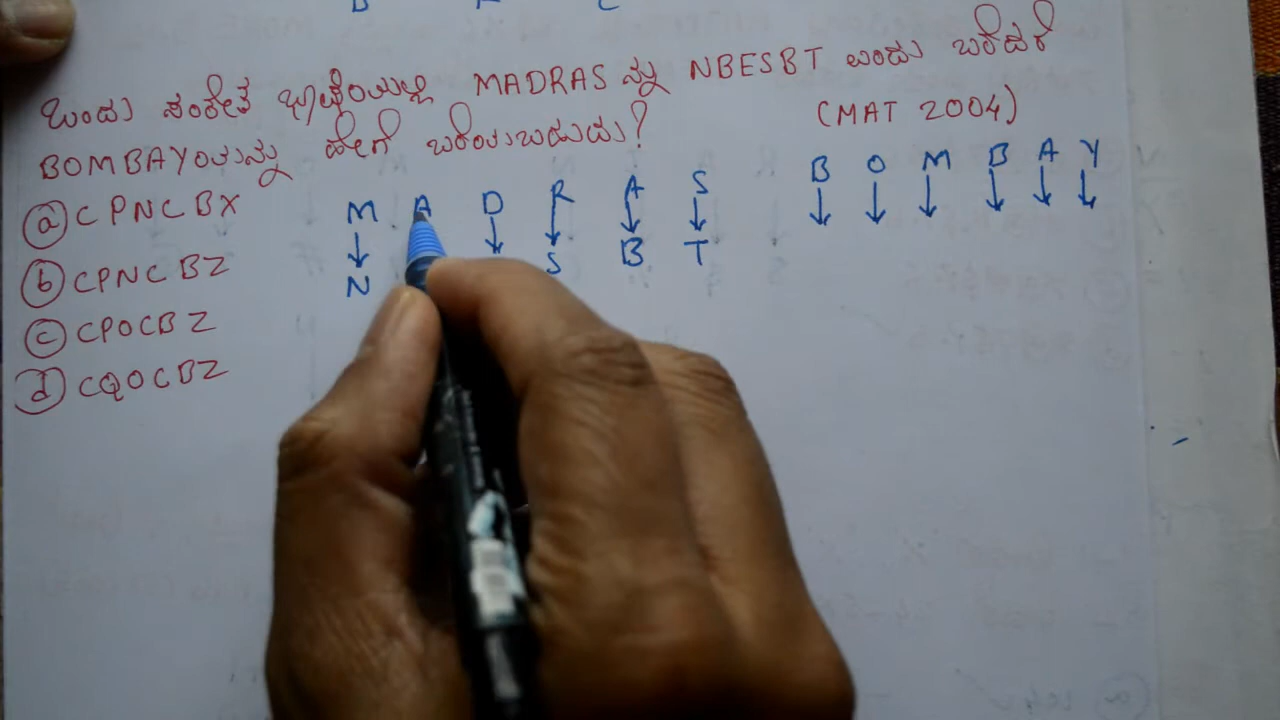 ಒಂದು ಸಂಕೇತ ಭಾಷೆಯಲ್ಲಿ MADRAS ನ್ನು NBESBT ಎಂದು ಬರೆದರೆ
BOMBAYಯನ್ನು ಹೇಗೆ ಬರೆಯಬಹುದು? (MAT 2004)
ⓐ CPNCBX
ⓑ CPNCBZ
ⓒ CPOCBZ
ⓓ CQOCBZ
M A D R A S
N S B T
B O M B A Y